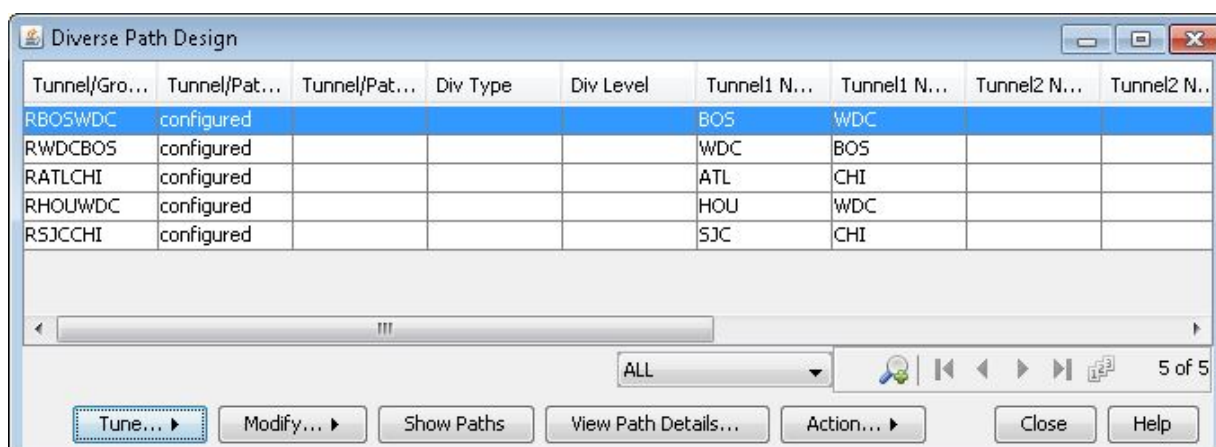 Diverse Path Design
Tunnel/Gro... Tunnel/Pat... Tunnel/Pat... Div Type Div Level Tunnel1 N... Tunnel1 N... Tunnel2 N... Tunnel2 N..
RBOSWDC configured BOS WDC
RWDCBOS configured WDC BOS
RATLCHI configured ATL CHI
RHOUWDC configured HOU WDC
RSJCCHI configured SJC CHI
ALL 5 of 5
Tune... Modify... Show Paths View Path Details... Action... Close Help